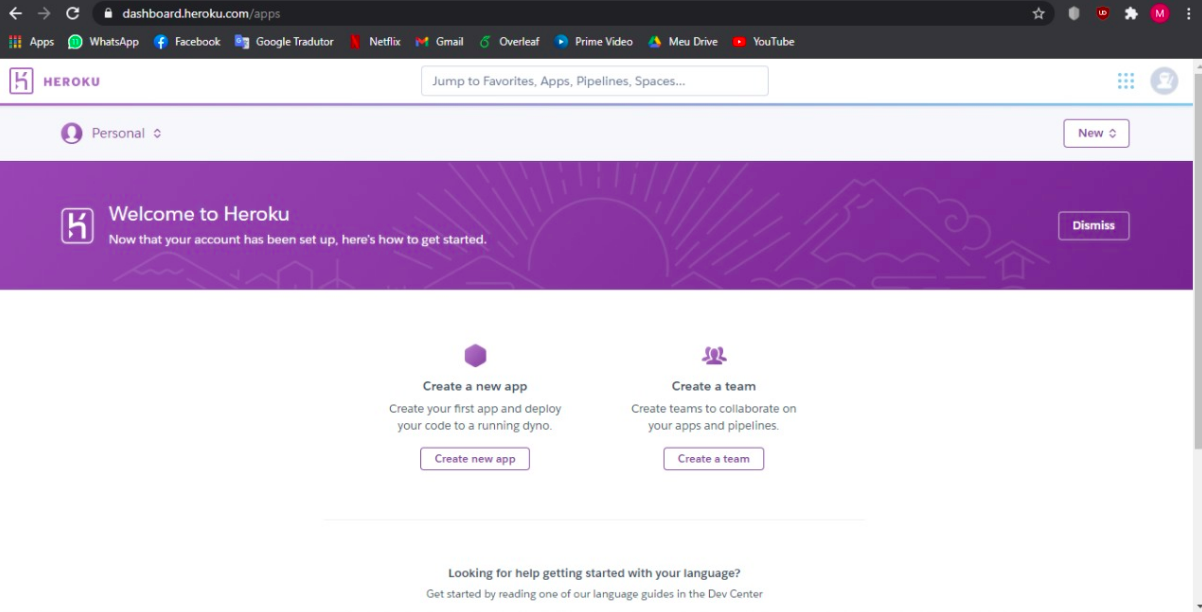 dashboard.heroku.com/apps
M
Apps WhatsApp Facebook Google Tradutor Netflix Gmail Overleaf Prime Video Meu Drive YouTube
HEROKU
Jump to Favorites, Apps, Pipelines, Spaces...
Personal
New
Welcome to Heroku
Now that your account has been set up, here's how to get started.
Dismiss
Create a new app
Create your first app and deploy
your code to a running dyno.
Create new app
Create a team
Create teams to collaborate on
your apps and pipelines.
Create a team
Looking for help getting started with your language?
Get started by reading one of our language guides in the Dev Center